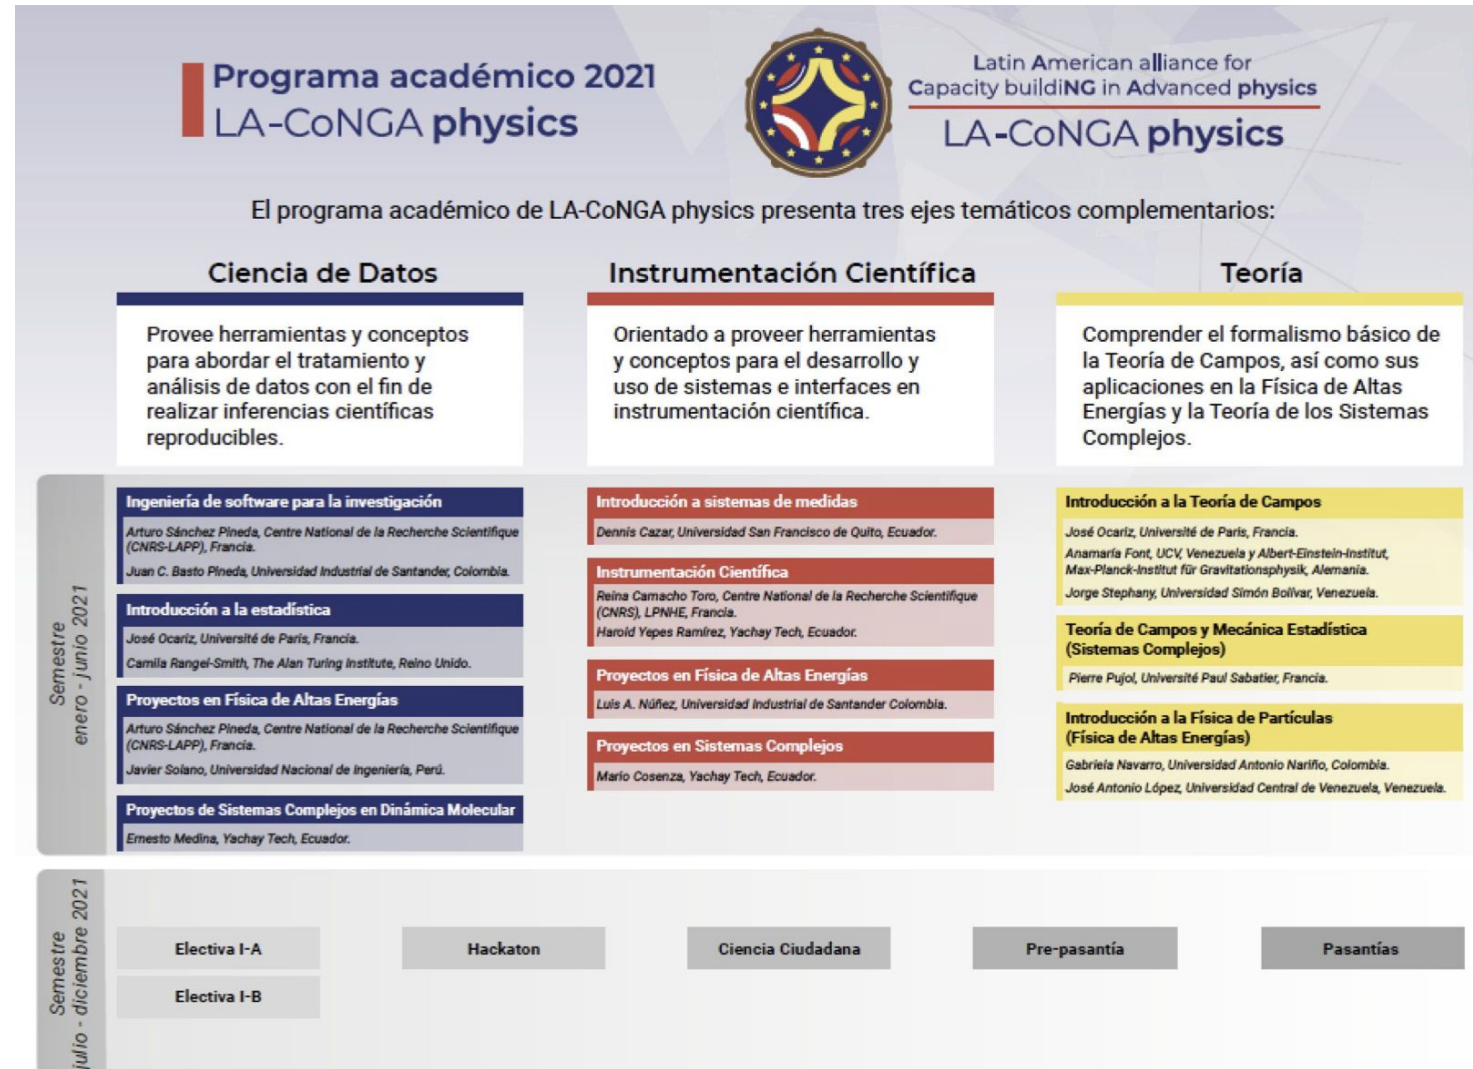 Programa académico 2021
LA-CoNGA physics
Latin American alliance for
Capacity buildiNG in Advanced physics
LA-CoNGA physics
El programa académico de LA-CoNGA physics presenta tres ejes temáticos complementarios:
Ciencia de Datos
Provee herramientas y conceptos
para abordar el tratamiento y
análisis de datos con el fin de
realizar inferencias científicas
reproducibles.
Instrumentación Científica
Orientado a proveer herramientas
y conceptos para el desarrollo y
uso de sistemas e interfaces en
instrumentación científica.
Teoría
Comprender el formalismo básico de
la Teoría de Campos, así como sus
aplicaciones en la Física de Altas
Energías y la Teoría de los Sistemas
Complejos.
Semestre
enero - junio 2021
Ingeniería de software para la investigación
Arturo Sánchez Pineda, Centre National de la Recherche Scientifique
(CNRS-LAPP), Francia.
Juan C. Basto Pineda, Universidad Industrial de Santander, Colombia.
Introducción a la estadística
José Ocariz, Université de Paris, Francia.
Camila Rangel-Smith, The Alan Turing Institute, Reino Unido.
Proyectos en Física de Altas Energías
Arturo Sánchez Pineda, Centre National de la Recherche Scientifique
(CNRS-LAPP), Francia.
Javier Solano, Universidad Nacional de Ingeniería, Perú.
Proyectos de Sistemas Complejos en Dinámica Molecular
Ernesto Medina, Yachay Tech, Ecuador.
Introducción a sistemas de medidas
Dennis Cazar, Universidad San Francisco de Quito, Ecuador.
Instrumentación Científica
Reina Camacho Toro, Centre National de la Recherche Scientifique
(CNRS), LPNHE, Francia.
Harold Yepes Ramírez, Yachay Tech, Ecuador.
Proyectos en Física de Altas Energías
Luis A. Núñez, Universidad Industrial de Santander Colombia.
Proyectos en Sistemas Complejos
Mario Cosenza, Yachay Tech, Ecuador.
Introducción a la Teoría de Campos
José Ocariz, Université de Paris, Francia.
Anamaría Font, UCV, Venezuela y Albert-Einstein-Institut,
Max-Planck-Institut für Gravitationsphysik, Alemania.
Jorge Stephany, Universidad Simón Bolívar, Venezuela.
Teoría de Campos y Mecánica Estadística
(Sistemas Complejos)
Pierre Pujol, Université Paul Sabatier, Francia.
Introducción a la Física de Partículas
(Física de Altas Energías)
Gabriela Navarro, Universidad Antonio Nariño, Colombia.
José Antonio López, Universidad Central de Venezuela, Venezuela.
Semestre
julio - diciembre 2021
Electiva I-A
Electiva I-B
Hackaton
Ciencia Ciudadana
Pre-pasantía
Pasantías